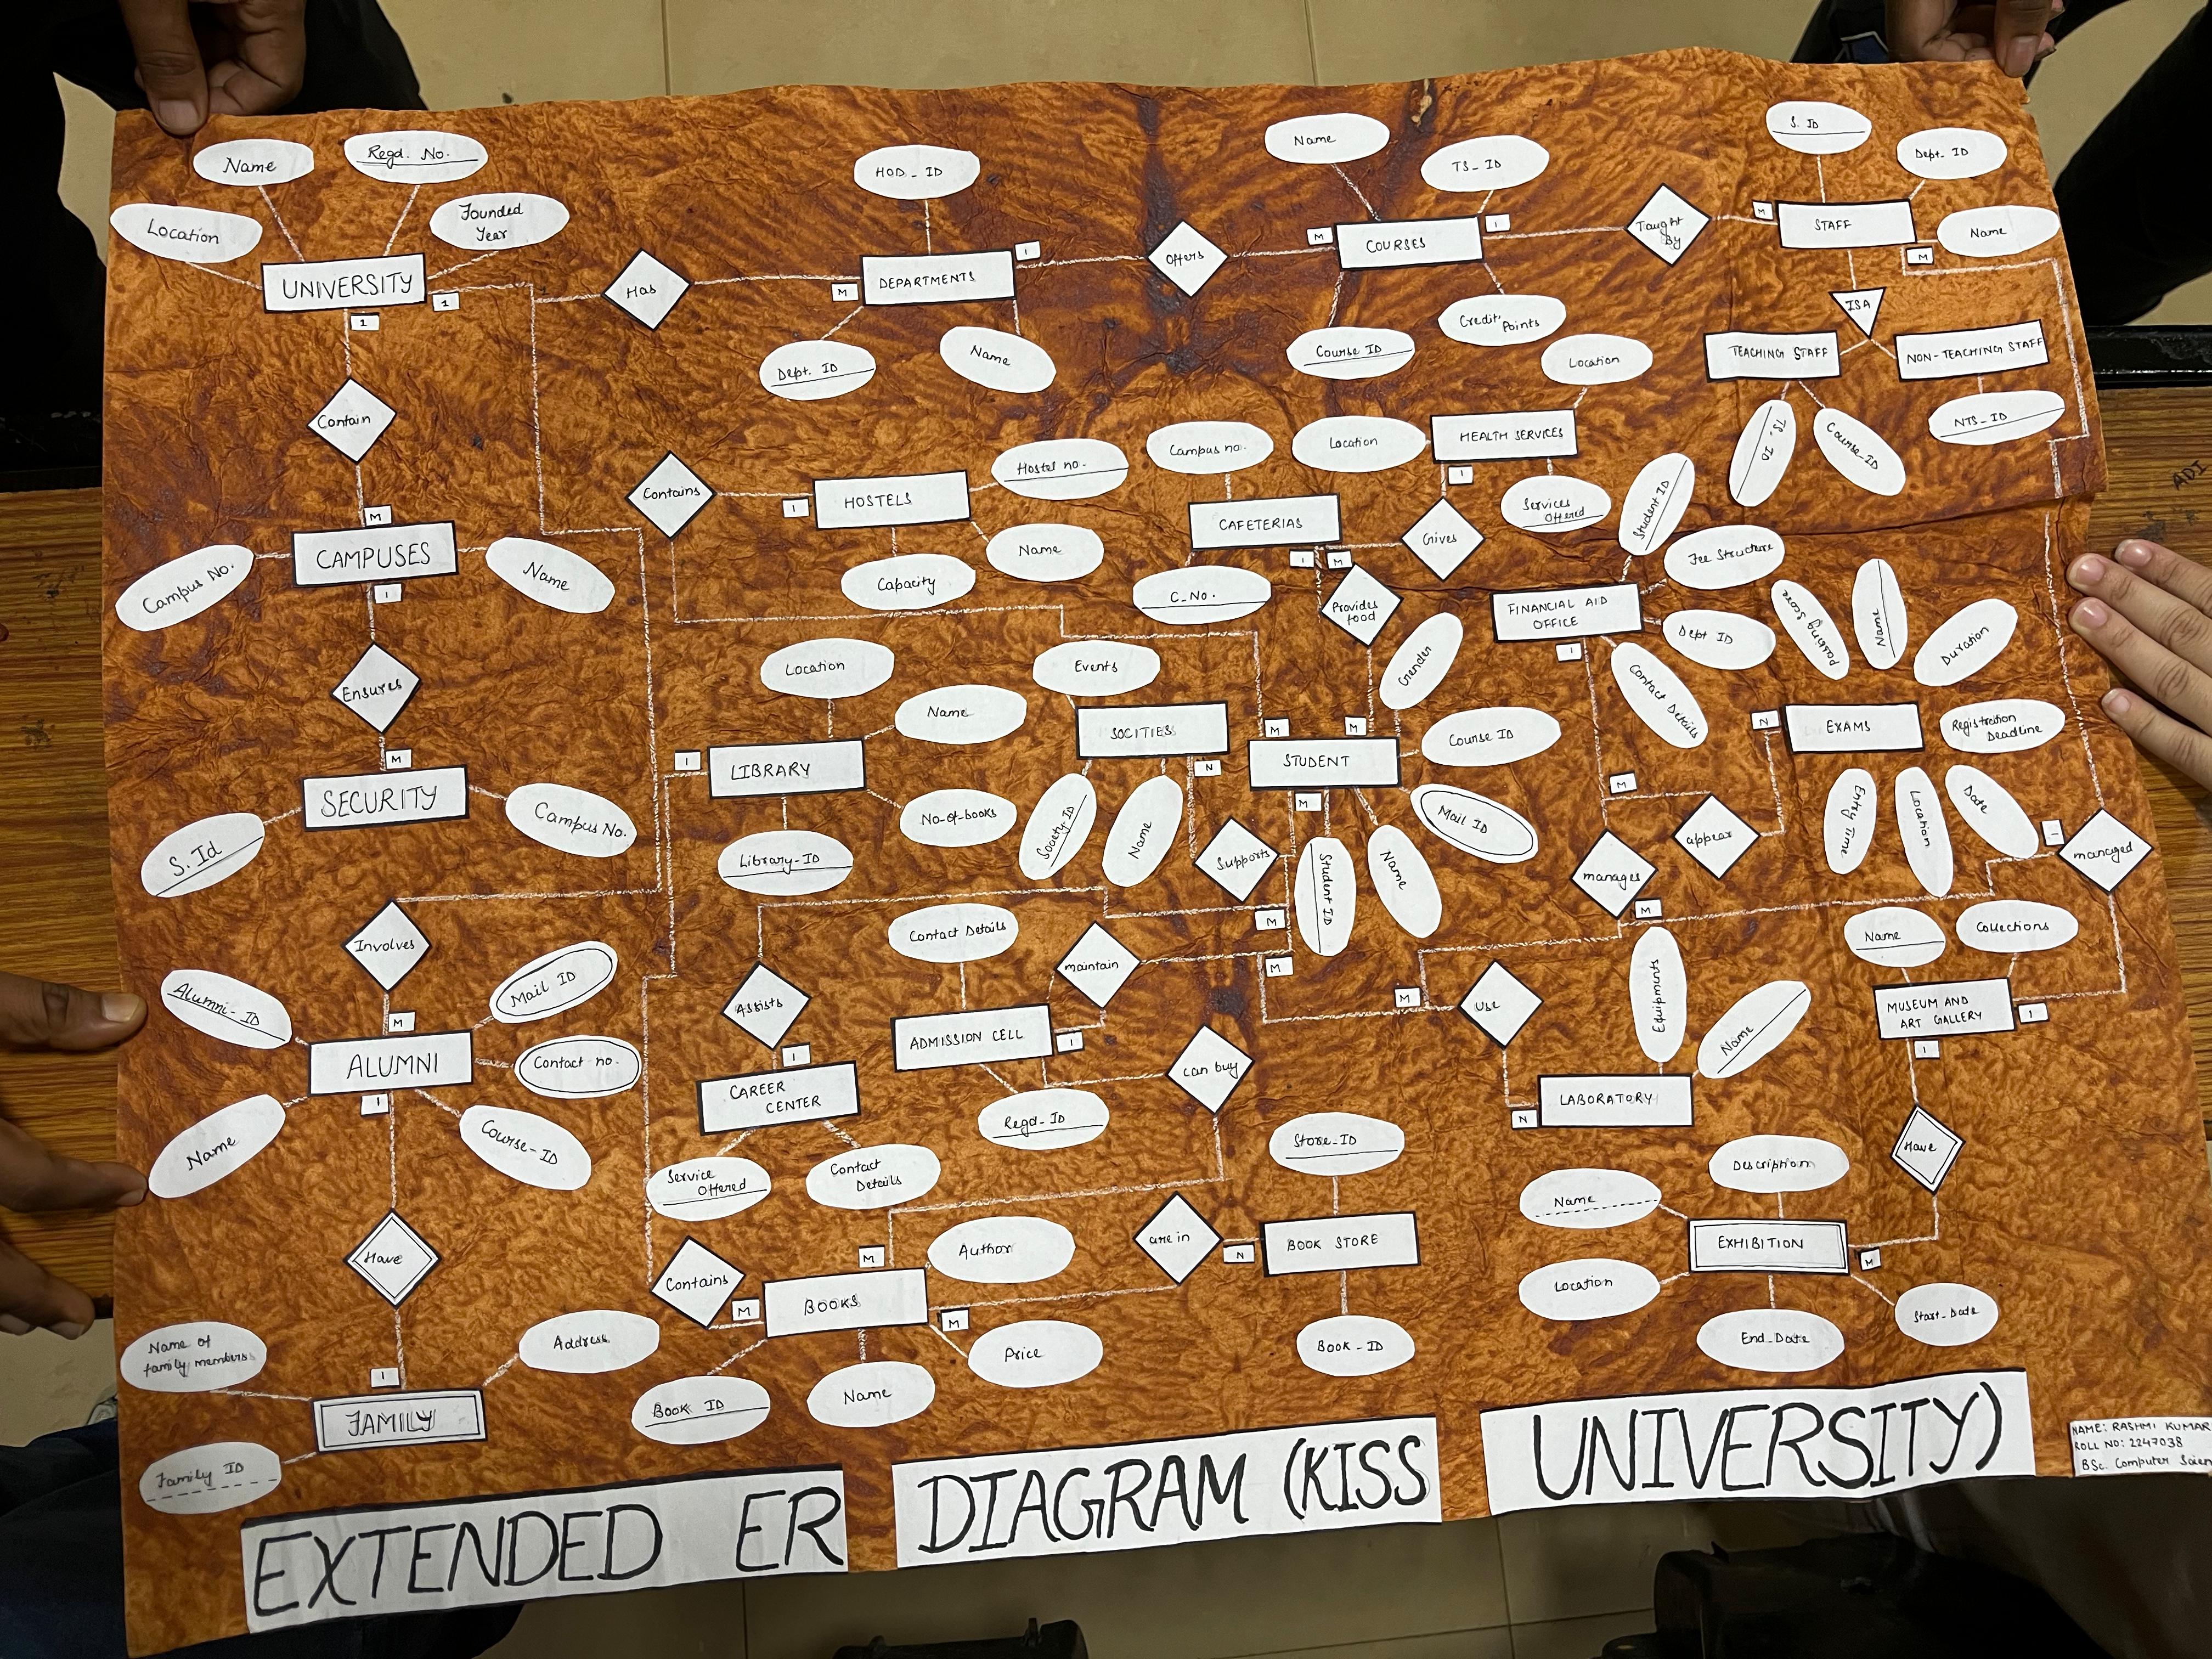 Name
Regd. No.
Location
Founded
Year
UNIVERSITY
1
1
Contain
M
CAMPUSES
Campus No.
Name
1
Ensures
M
SECURITY
S. Id
Campus No.
Involves
M
ALUMNI
Alumni-ID
Mail ID
Contact no.
Name
Course-ID
1
Have
1
FAMILY
Name of
family members
Address
Family ID
Has
M
DEPARTMENTS
HOD_ID
Dept. ID
Name
1
Offers
M
COURSES
Name
TS_ID
Course ID
Credit Points
1
Taught
By
M
STAFF
S. ID
Dept_ID
Name
M
ISA
TEACHING STAFF
NON-TEACHING STAFF
TS_ID
Course_ID
NTS_ID
Contains
1
HOSTELS
Hostel no.
Name
Capacity
Campus no.
CAFETERIAS
C_No.
1
M
Provides
food
Location
Location
HEALTH SERVICES
1
Services
Offered
Gives
Student ID
Fee Structure
FINANCIAL AID
OFFICE
Dept ID
Contact Details
1
Passing Score
Name
Duration
N
EXAMS
Registration
Deadline
Entry Time
Location
Date
Location
Name
1
LIBRARY
No-of-books
Library-ID
Events
SOCITIES
N
Society-ID
Name
Supports
M
M
STUDENT
Gender
Course ID
Mail ID
Name
Student ID
M
M
M
M
manages
M
appear
-
managed
Contact Details
maintain
Assists
1
ADMISSION CELL
1
Regd-ID
CAREER
CENTER
Service
Offered
Contact
Details
can buy
M
Use
N
LABORATORY
Equipments
Name
Name
Collections
MUSEUM AND
ART GALLERY
1
1
Have
Description
Name
EXHIBITION
M
Location
End_Date
Start_Date
Contains
M
BOOKS
M
Author
M
Price
Name
Book ID
are in
N
BOOK STORE
Store-ID
Book-ID
EXTENDED ER DIAGRAM (KISS UNIVERSITY)
NAME: RASHMI KUMAR
ROLL NO: 2247038
BSc. Computer Scien